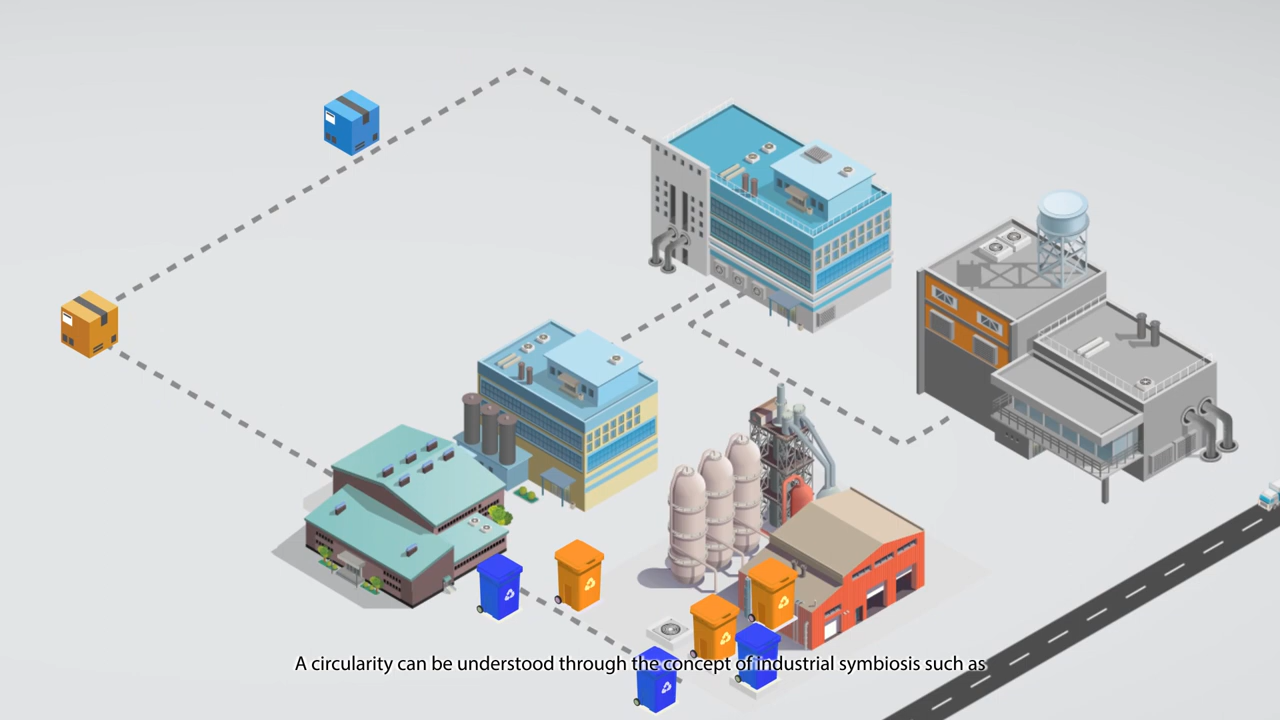 A circularity can be understood through the concept of industrial symbiosis such as